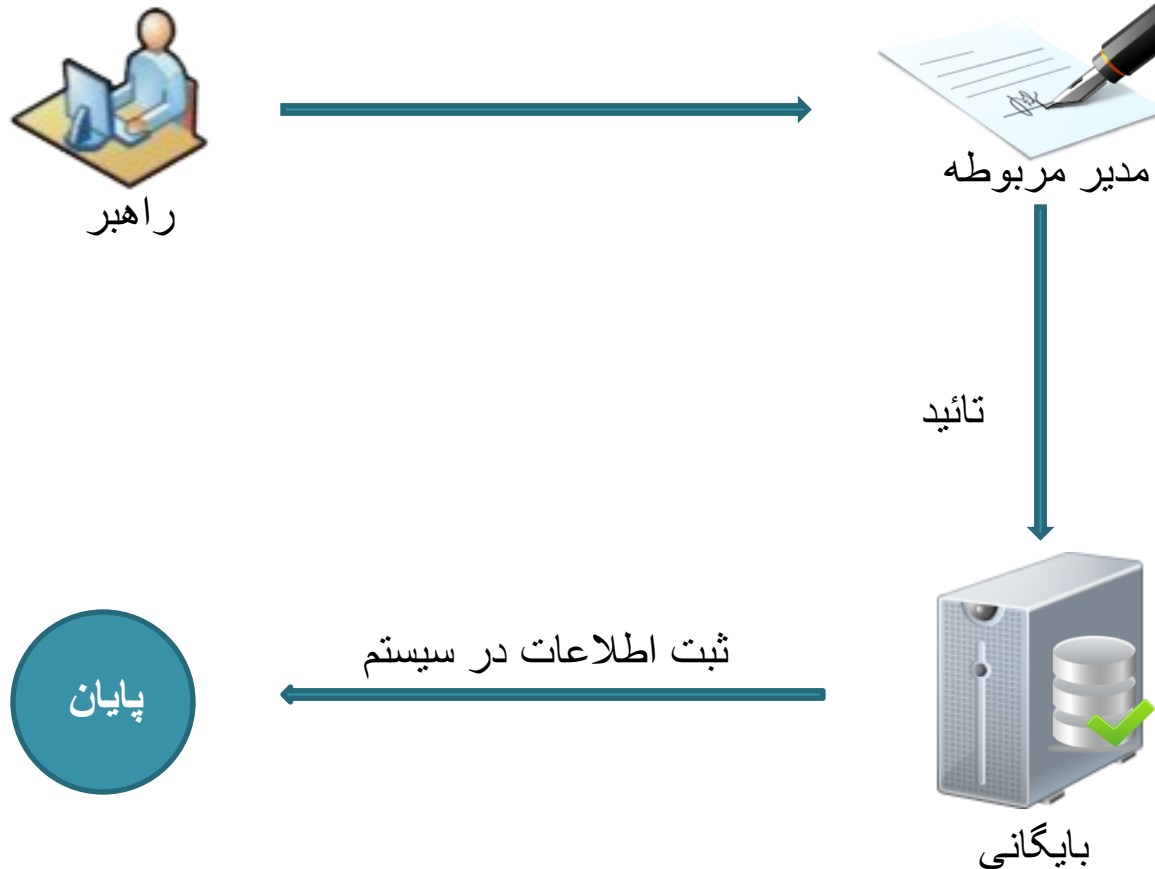 مدیر مربوطه
راهبر
تائید
ثبت اطلاعات در سیستم
پایان
بایگانی